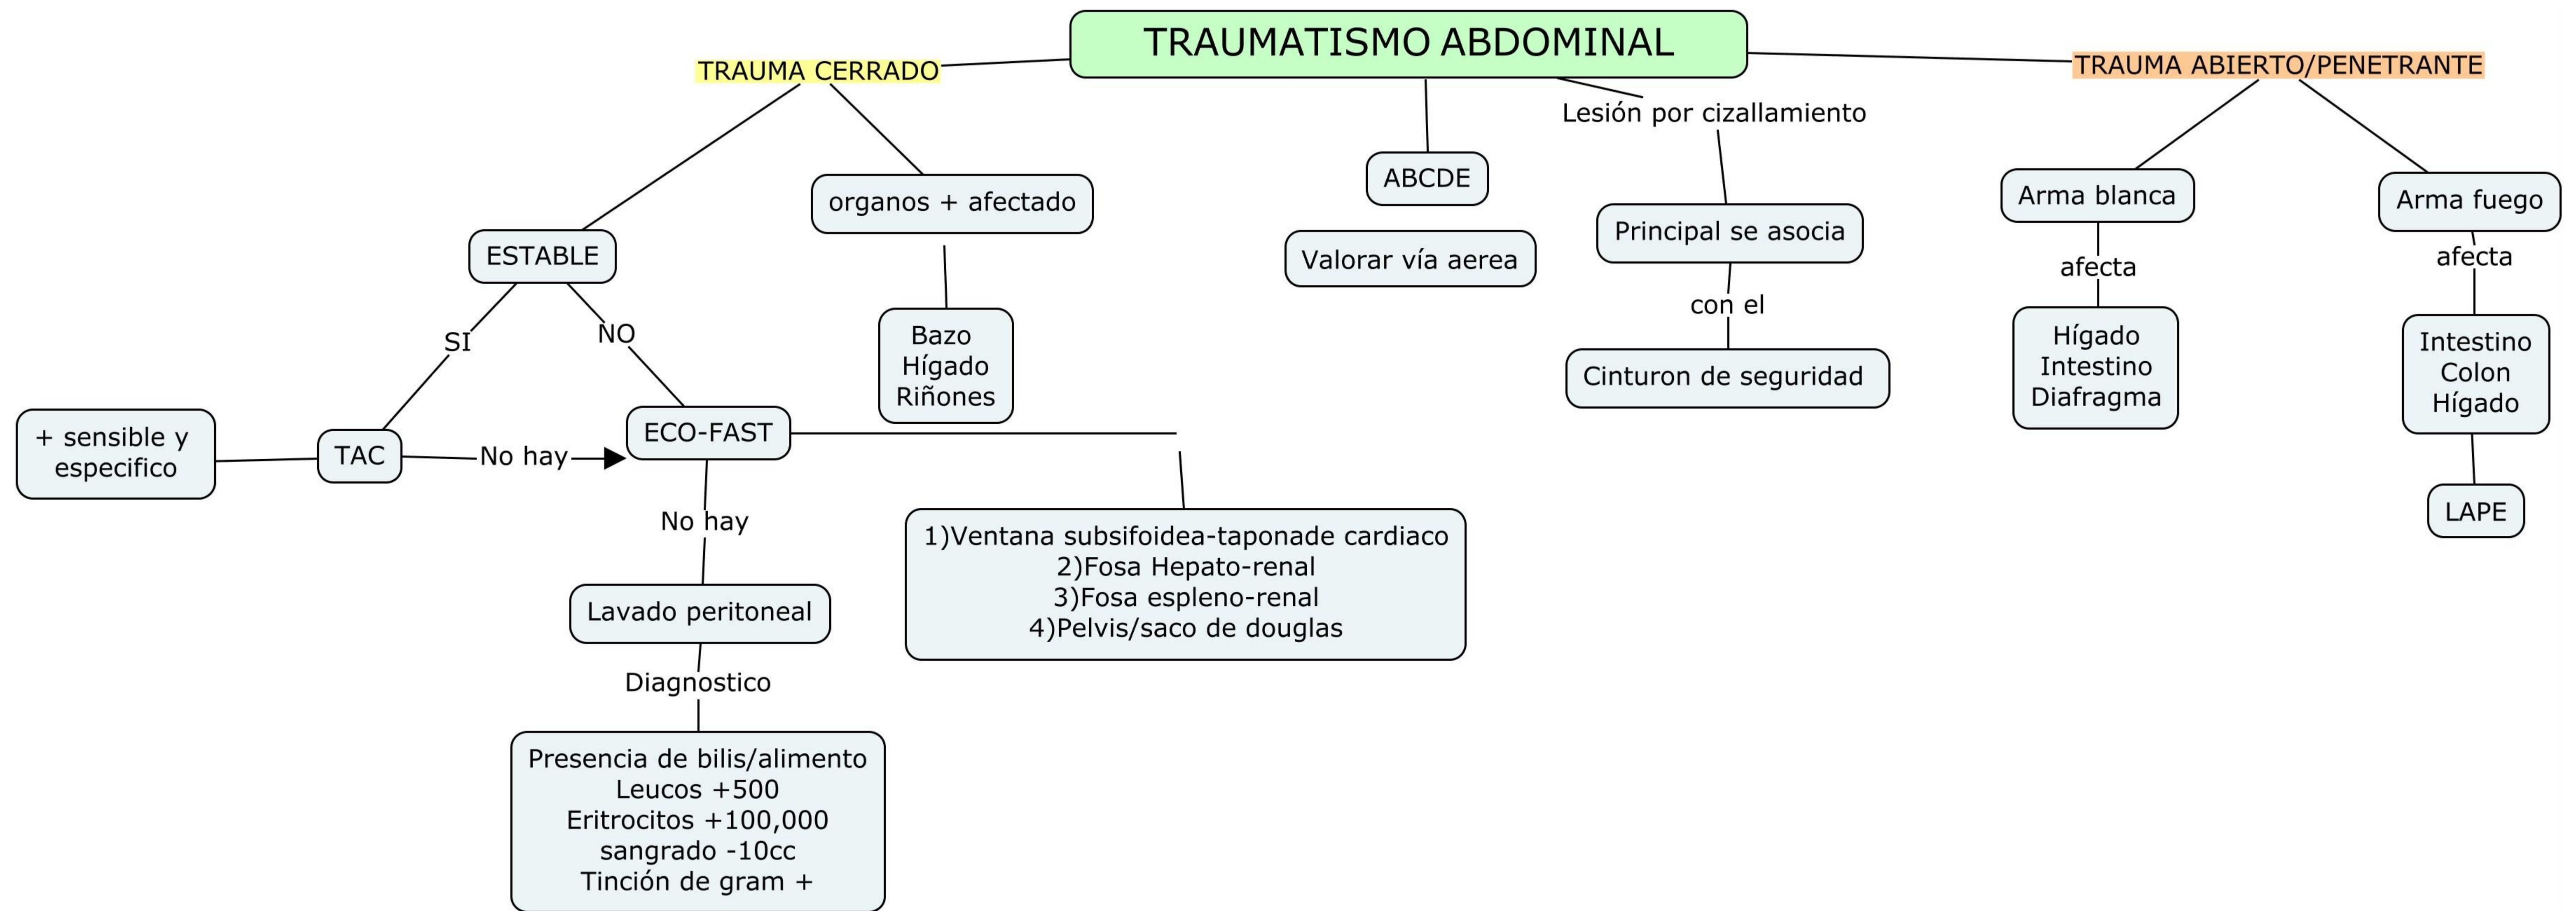 TRAUMATISMO ABDOMINAL
TRAUMA CERRADO
TRAUMA ABIERTO/PENETRANTE
Lesión por cizallamiento
ABCDE
Valorar vía aerea
Principal se asocia
con el
Cinturon de seguridad
organos + afectado
Bazo
Hígado
Riñones
ESTABLE
SI
NO
+ sensible y
especifico
TAC
No hay
ECO-FAST
No hay
Lavado peritoneal
Diagnostico
Presencia de bilis/alimento
Leucos +500
Eritrocitos +100,000
sangrado -10cc
Tinción de gram +
1)Ventana subsifoidea-taponade cardiaco
2)Fosa Hepato-renal
3)Fosa espleno-renal
4)Pelvis/saco de douglas
Arma blanca
afecta
Hígado
Intestino
Diafragma
Arma fuego
afecta
Intestino
Colon
Hígado
LAPE